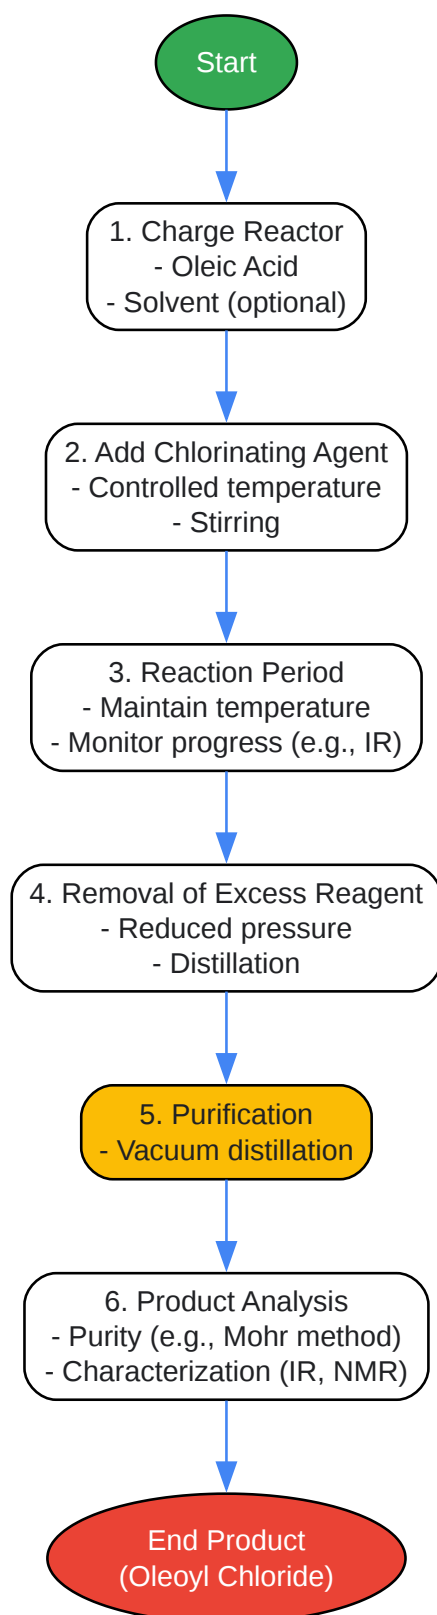 Start
1. Charge Reactor
- Oleic Acid
- Solvent (optional)
2. Add Chlorinating Agent
- Controlled temperature
- Stirring
3. Reaction Period
- Maintain temperature
- Monitor progress (e.g., IR)
4. Removal of Excess Reagent
- Reduced pressure
- Distillation
5. Purification
- Vacuum distillation
6. Product Analysis
- Purity (e.g., Mohr method)
- Characterization (IR, NMR)
End Product
(Oleoyl Chloride)